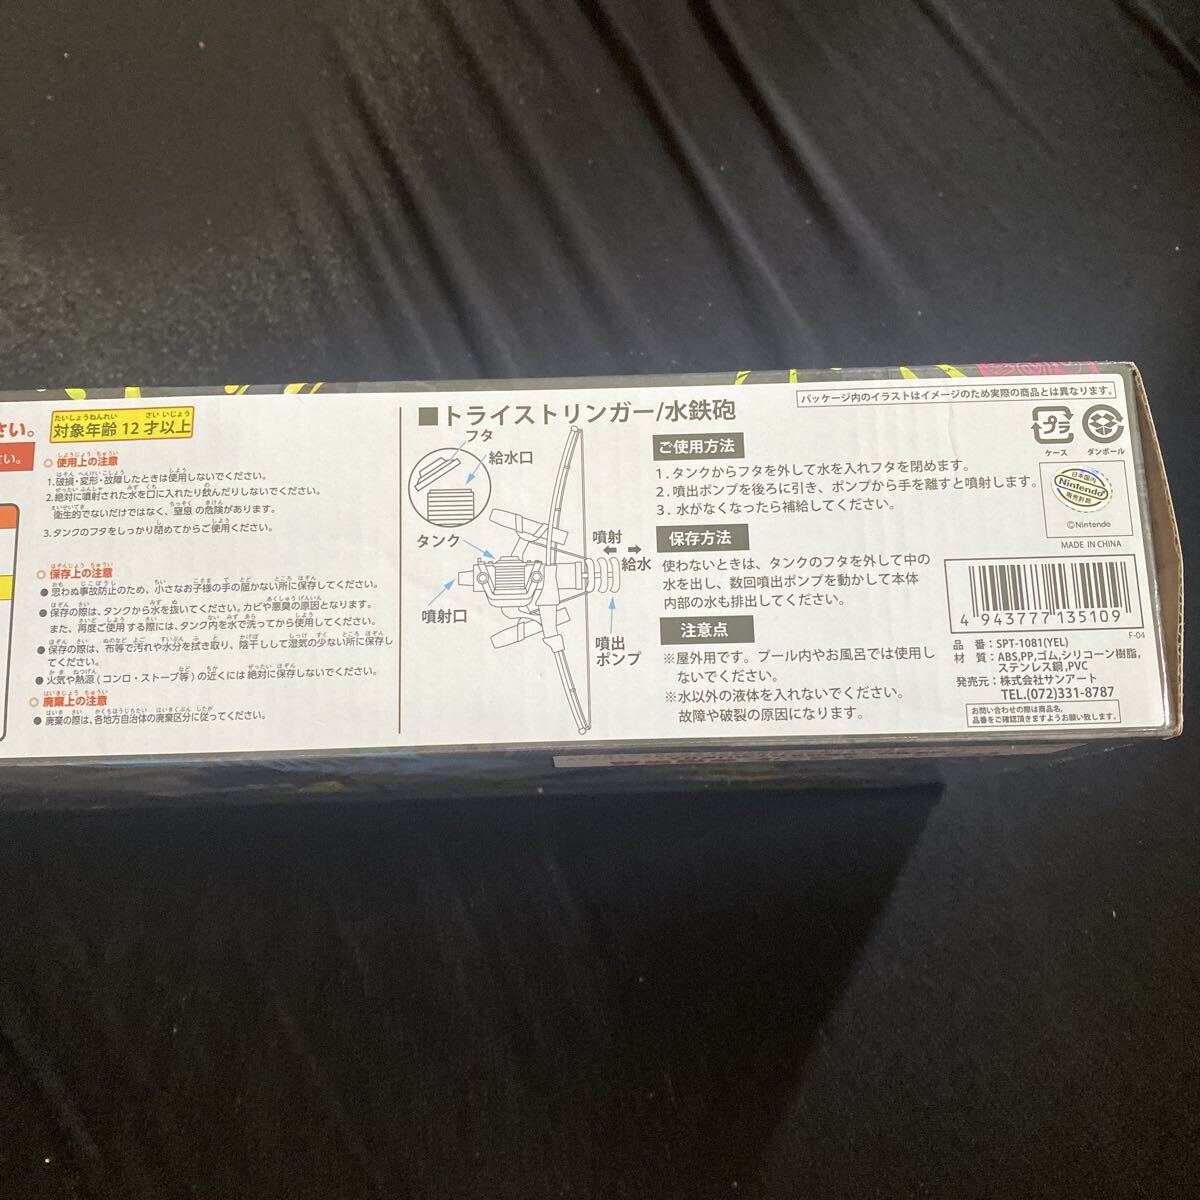 さい。
さい。
たいしょうねんれい さい いじょう
対象年齢 12 才以上
使用上の注意
1.破損・変形・故障したときは使用しないでください。
2.絶対に噴射された水を口に入れたり飲んだりしないでください。
衛生的でないだけではなく、窒息の危険があります。
3.タンクのフタをしっかり閉めてからご使用ください。
保存上の注意
● 思わぬ事故防止のため、小さなお子様の手の届かない所に保存してください。
● 保存の際は、タンクから水を抜いてください。カビや悪臭の原因となります。
また、再度ご使用する際には、タンク内を水で洗ってから使用してください。
● 保存の際は、布等で汚れや水分を拭き取り、陰干しして湿気の少ない所に保存し
てください。
● 火気や熱源(コンロ・ストーブ等)の近くには絶対に保存しないでください。
廃棄上の注意
● 廃棄の際は、各地方自治体の廃棄区分に従ってください。
■トライストリンガー/水鉄砲
フタ
給水口
タンク
噴射口
噴射
給水
噴出
ポンプ
ご使用方法
1.タンクからフタを外して水を入れフタを閉めます。
2.噴出ポンプを後ろに引き、ポンプから手を離すと噴射します。
3.水がなくなったら補給してください。
保存方法
使わないときは、タンクのフタを外して中の
水を出し、数回噴出ポンプを動かして本体
内部の水も排出してください。
注意点
※屋外用です。プール内やお風呂では使用し
ないでください。
※水以外の液体を入れないでください。
故障や破裂の原因になります。
パッケージ内のイラストはイメージのため実際の商品とは異なります。
プラ
ケース
ダンボール
日本国内
Nintendo
販売許諾
©Nintendo
MADE IN CHINA
4 943777 135109
F-04
品 番：SPT-1081(YEL)
材 質：ABS,PP,ゴム,シリコーン樹脂,
ステンレス鋼,PVC
発売元：株式会社サンアート
TEL.(072)331-8787
お問い合わせの際は商品名、
品番をご確認頂きますようお願い致します。